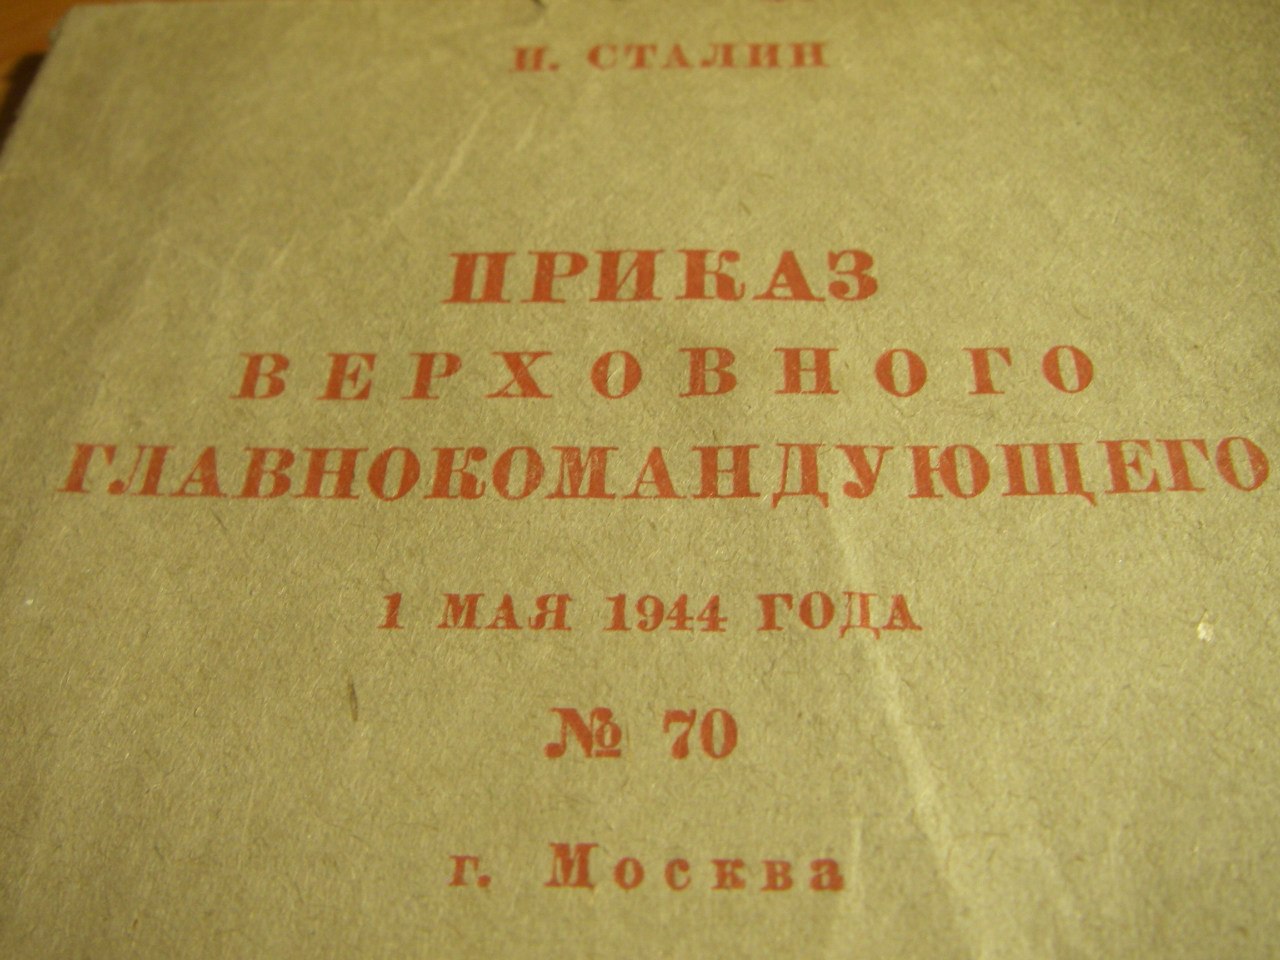 И. СТАЛИН
ПРИКАЗ
ВЕРХОВНОГО
ГЛАВНОКОМАНДУЮЩЕГО
1 МАЯ 1944 ГОДА
№ 70
г. Москва